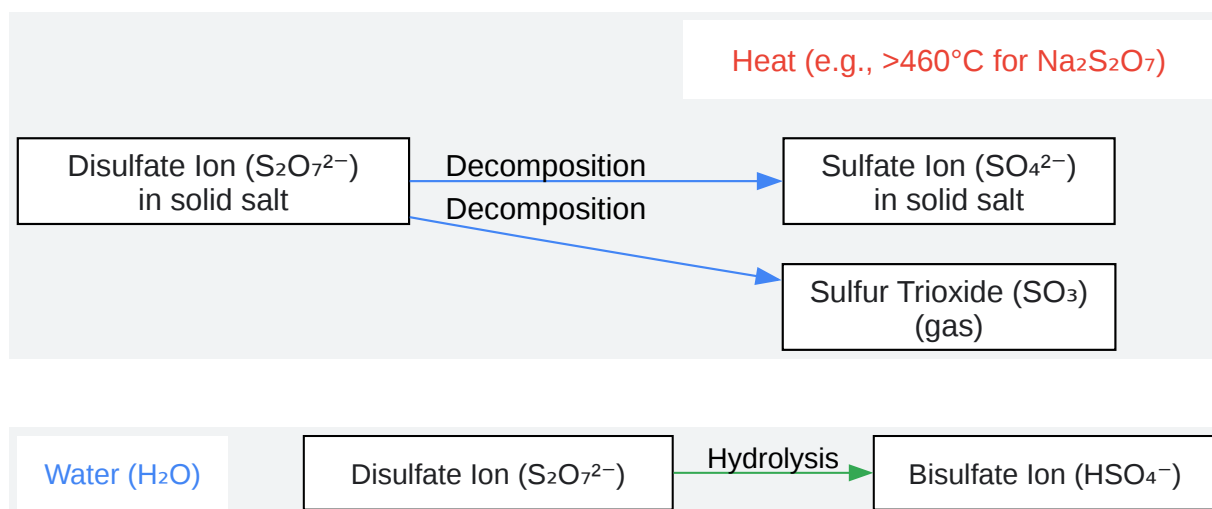 Heat (e.g., >460°C for Na₂S₂O₇)
Disulfate Ion (S₂O₇²⁻)
in solid salt
Decomposition
Decomposition
Sulfate Ion (SO₄²⁻)
in solid salt
Sulfur Trioxide (SO₃)
(gas)
Water (H₂O)
Disulfate Ion (S₂O₇²⁻)
Hydrolysis
Bisulfate Ion (HSO₄⁻)